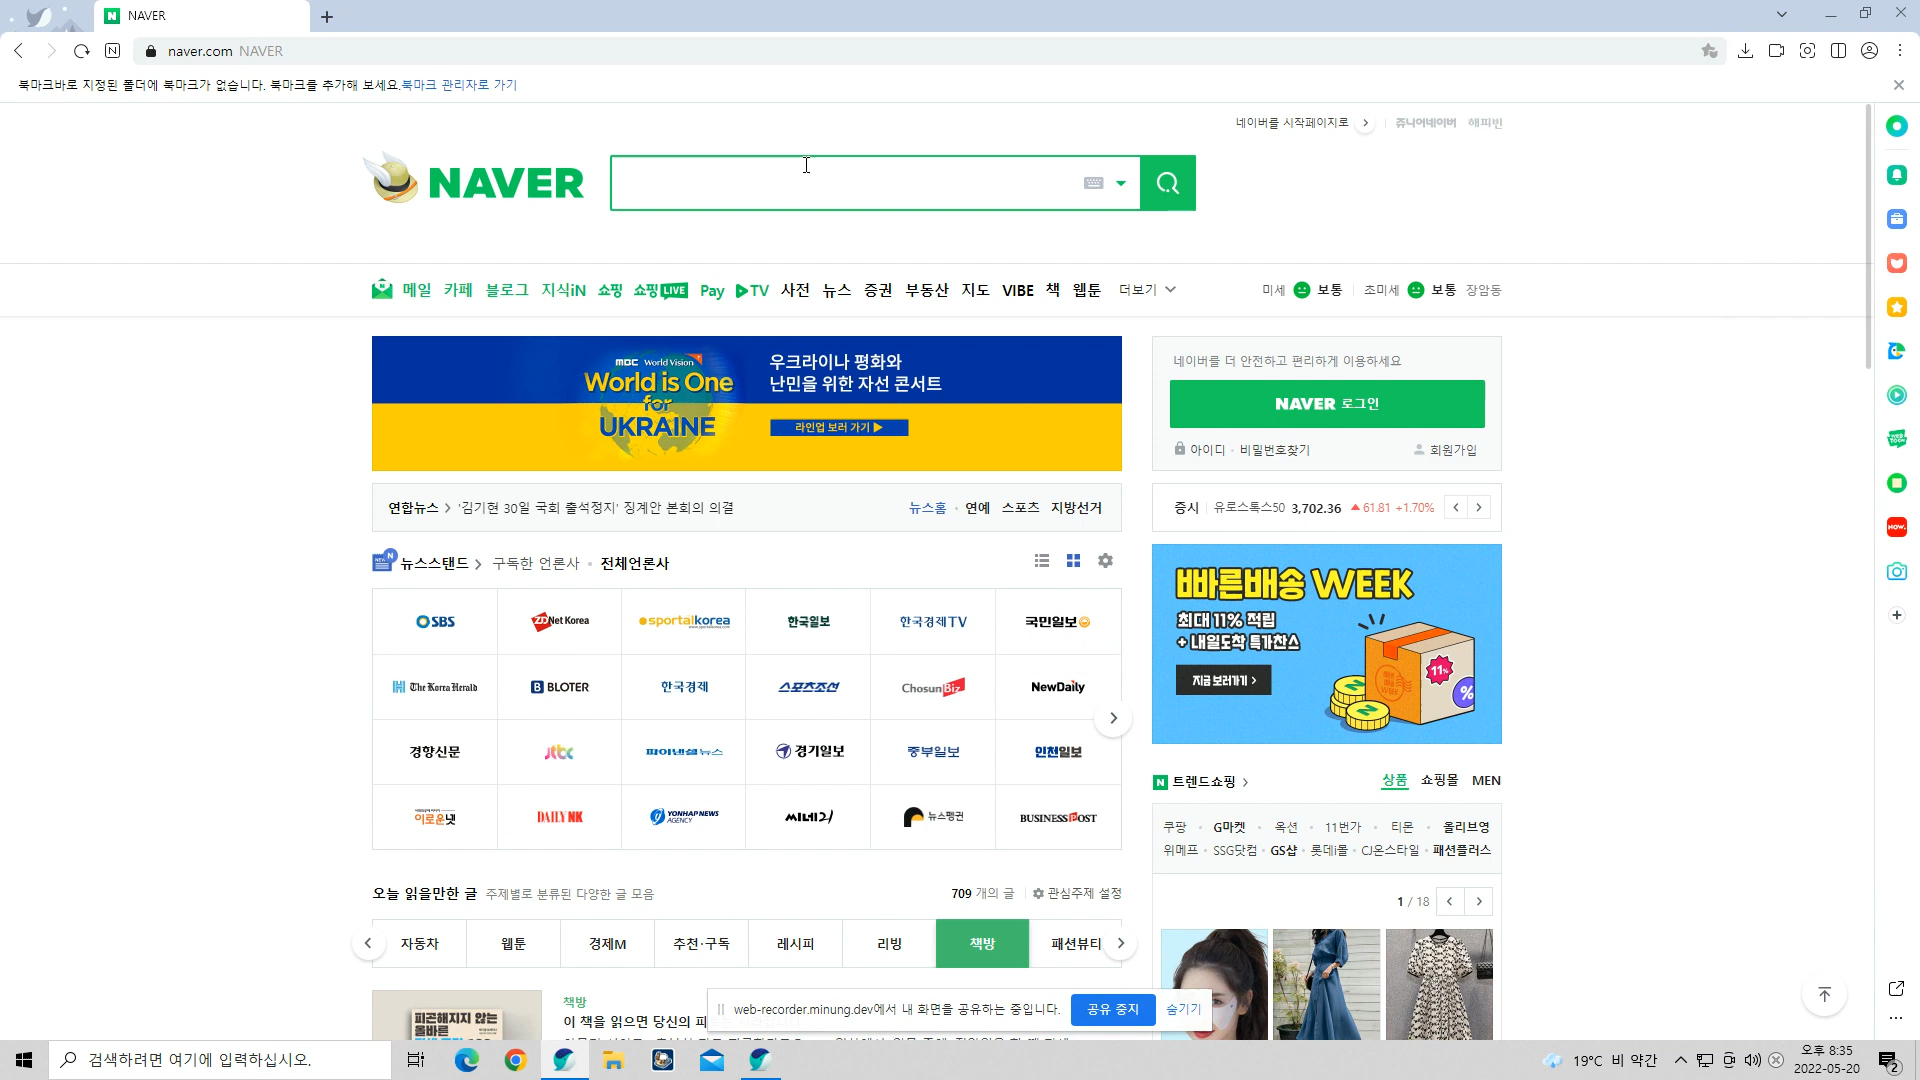 NAVER
naver.com NAVER
북마크바로 지정된 폴더에 북마크가 없습니다. 북마크를 추가해 보세요.북마크 관리자로 가기
네이버를 시작페이지로
쥬니어네이버 해피빈
NAVER
메일 카페 블로그 지식iN 쇼핑 쇼핑LIVE Pay TV 사전 뉴스 증권 부동산 지도 VIBE 책 웹툰 더보기
미세 보통 초미세 보통 장암동
mbc World Vision
World is One
for
UKRAINE
우크라이나 평화와
난민을 위한 자선 콘서트
라인업 보러 가기 ▶
네이버를 더 안전하고 편리하게 이용하세요
NAVER 로그인
아이디 · 비밀번호찾기
회원가입
연합뉴스 > '김기현 30일 국회 출석정지' 징계안 본회의 의결
뉴스홈 · 연예 스포츠 지방선거
증시 유로스톡스50 3,702.36 ▲ 61.81 +1.70%
뉴스스탠드 > 구독한 언론사 · 전체언론사
SBS ZDNet Korea sportalkorea 한국일보 한국경제TV 국민일보
The Korea Herald BLOTER 한국경제 스포츠조선 ChosunBiz NewDaily
경향신문 jtbc 파이낸셜뉴스 경기일보 중부일보 인천일보
이로운넷 DAILY NK YONHAP NEWS AGENCY 씨네21 뉴스펭귄 BUSINESSPOST
빠른배송 WEEK
최대 11% 적립
+ 내일도착 특가찬스
지금 보러가기 >
11%
%
트렌드쇼핑 >
상품 쇼핑몰 MEN
쿠팡 · G마켓 · 옥션 · 11번가 · 티몬 · 올리브영
위메프 · SSG닷컴 · GS샵 · 롯데i몰 · CJ온스타일 · 패션플러스
1 / 18
오늘 읽을만한 글 주제별로 분류된 다양한 글 모음
709 개의 글 관심주제 설정
자동차 웹툰 경제M 추천·구독 레시피 리빙 책방 패션뷰티
피곤해지지 않는
올바른
책방
이 책을 읽으면 당신의
web-recorder.minung.dev에서 내 화면을 공유하는 중입니다.
공유 중지
숨기기
WEB TOON
NOW.
검색하려면 여기에 입력하십시오.
19°C 비 약간
오후 8:35
2022-05-20
2